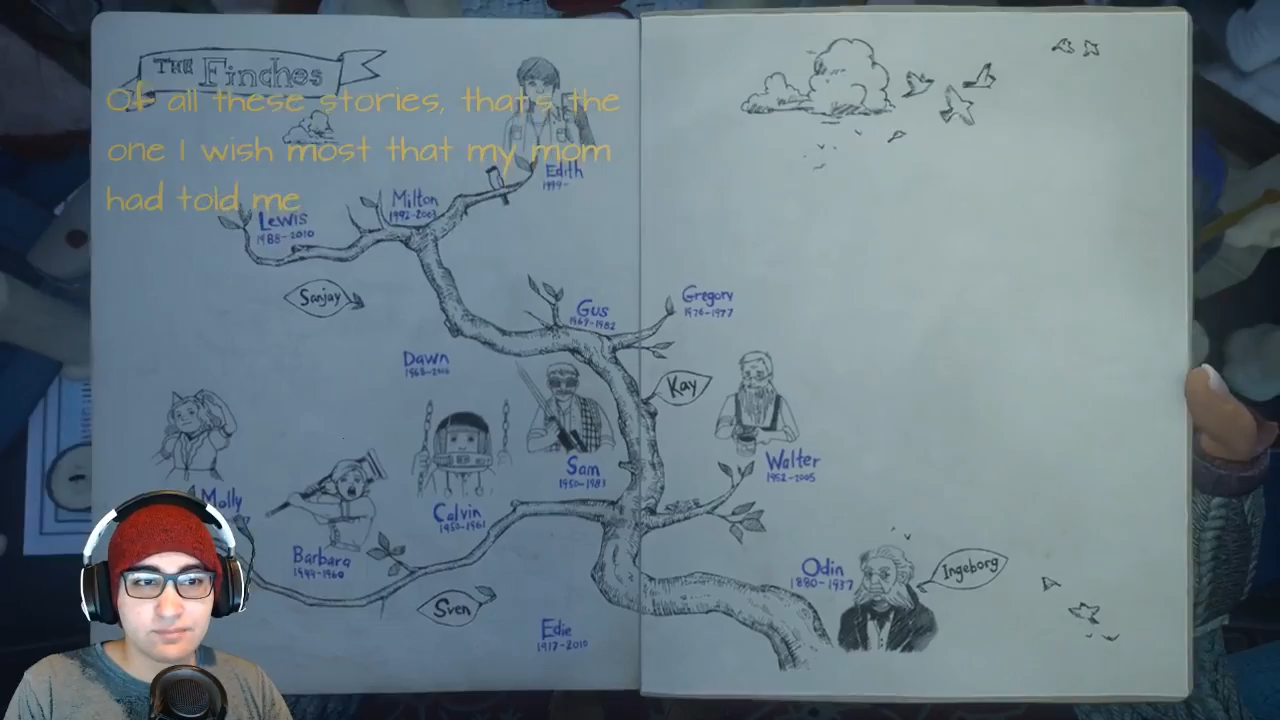 THE Finches
Of all these stories, that's the
one I wish most that my mom
had told me
Edith
1999-
Milton
1992-2003
Lewis
1988-2010
Sanjay
Gus
1969-1982
Gregory
1976-1977
Dawn
1968-2016
Kay
Sam
1950-1983
Walter
1952-2005
Calvin
1950-1961
Molly
Barbara
1944-1960
Sven
Odin
1880-1937
Ingeborg
Edie
1917-2010